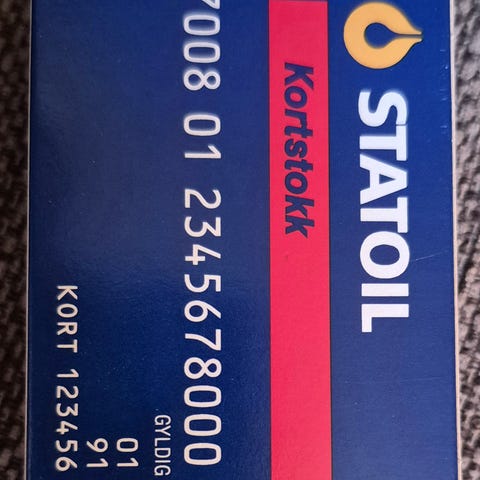 STATOIL
Kortstokk
7008 01 2345678000
GYLDIG
01
91
KORT 123456